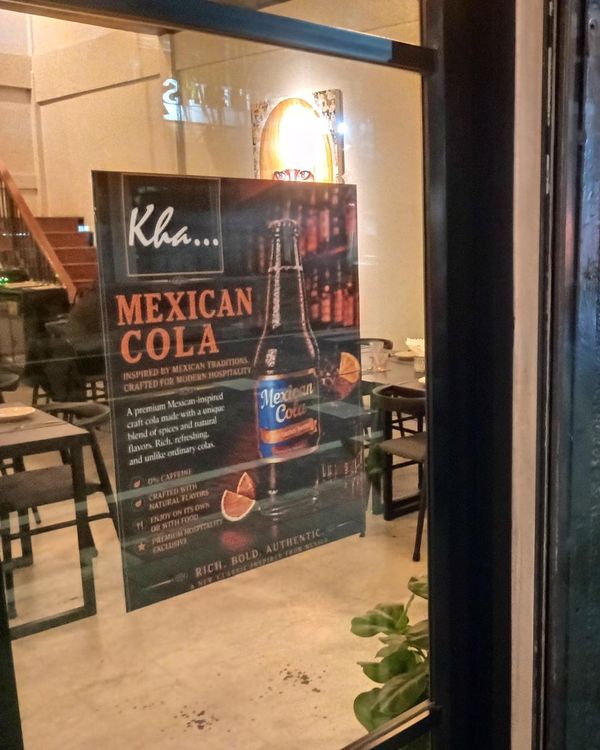 Kha...
MEXICAN
COLA
INSPIRED BY MEXICAN TRADITIONS.
CRAFTED FOR MODERN HOSPITALITY
A premium Mexican-inspired
craft cola made with a unique
blend of spices and natural
flavors. Rich, refreshing,
and unlike ordinary colas.
0% CAFFEINE
CRAFTED WITH
NATURAL FLAVORS
ENJOY ON ITS OWN
OR WITH FOOD
PREMIUM HOSPITALITY
EXCLUSIVE
Mexican
Cola
RICH. BOLD. AUTHENTIC.
A NEW CLASSIC INSPIRED FROM MEXICO